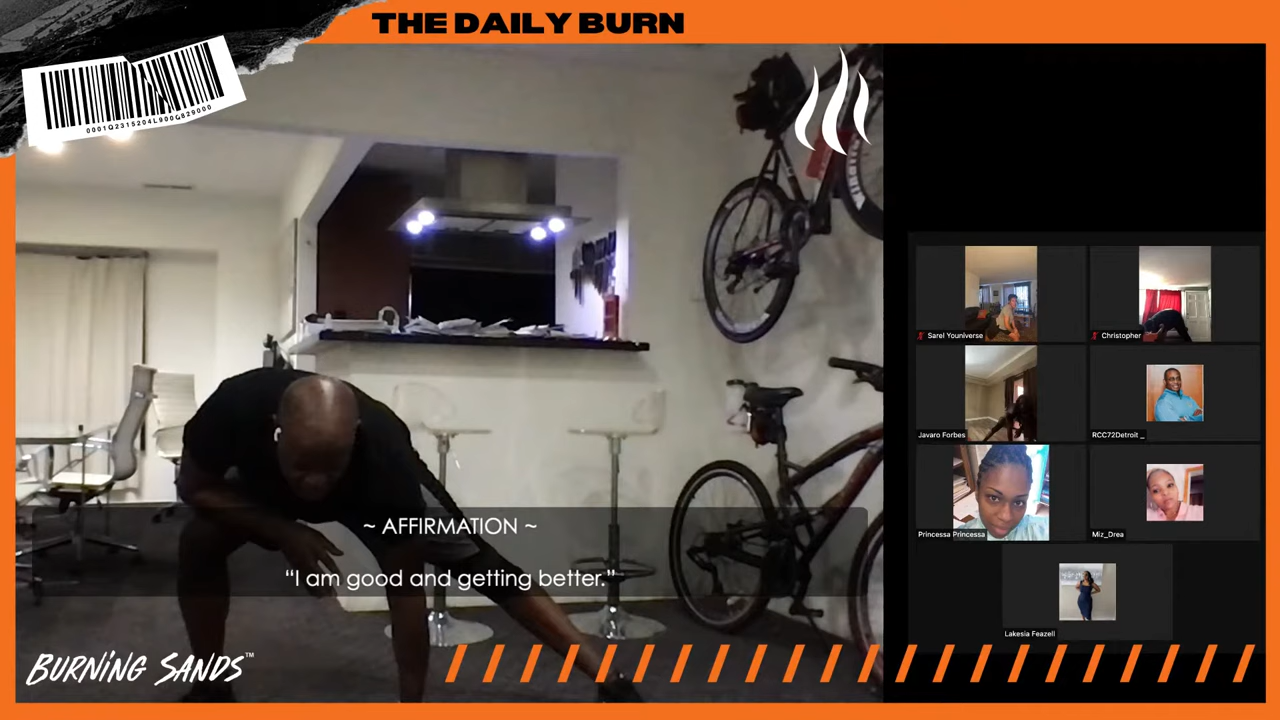 THE DAILY BURN
0001Q2315204L900G829000
~ AFFIRMATION ~
“I am good and getting better.”
BURNING SANDS™
Sarel Youniverse
Christopher
Javaro Forbes
RCC72Detroit _
Princessa Princessa
Miz_Drea
Lakesia Feazell